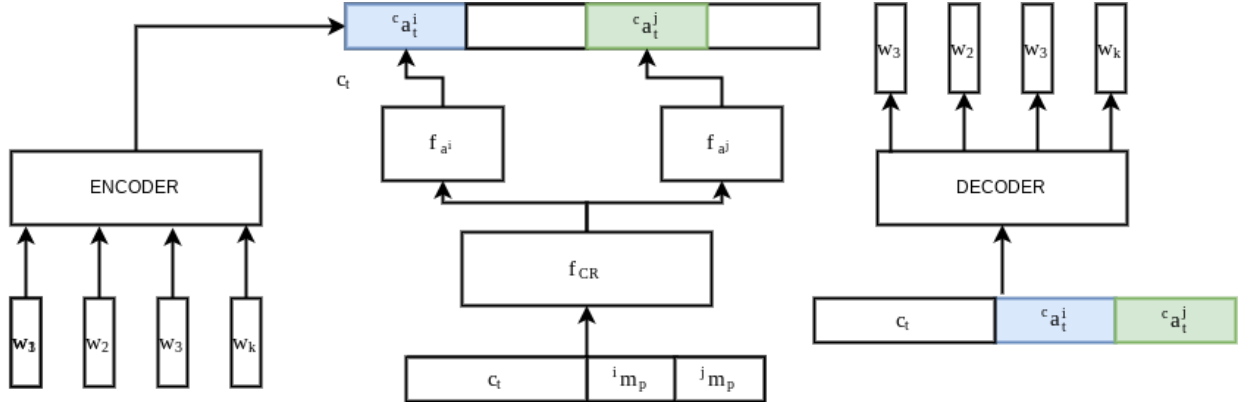 ᶜaₜⁱ ᶜaₜʲ
w₃ w₂ w₃ wₖ
cₜ
f_aⁱ f_aʲ
ENCODER
DECODER
f_CR
w₂ w₃ wₖ
cₜ ᶜaₜⁱ ᶜaₜʲ
cₜ ⁱmₚ ʲmₚ